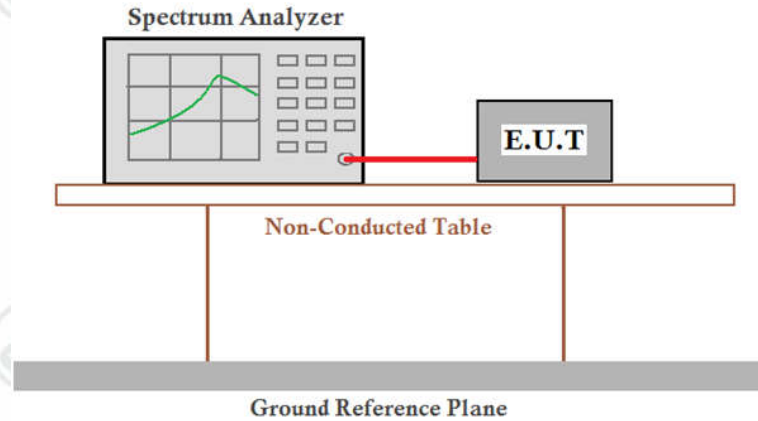 Spectrum Analyzer
E.U.T
Non-Conducted Table
Ground Reference Plane